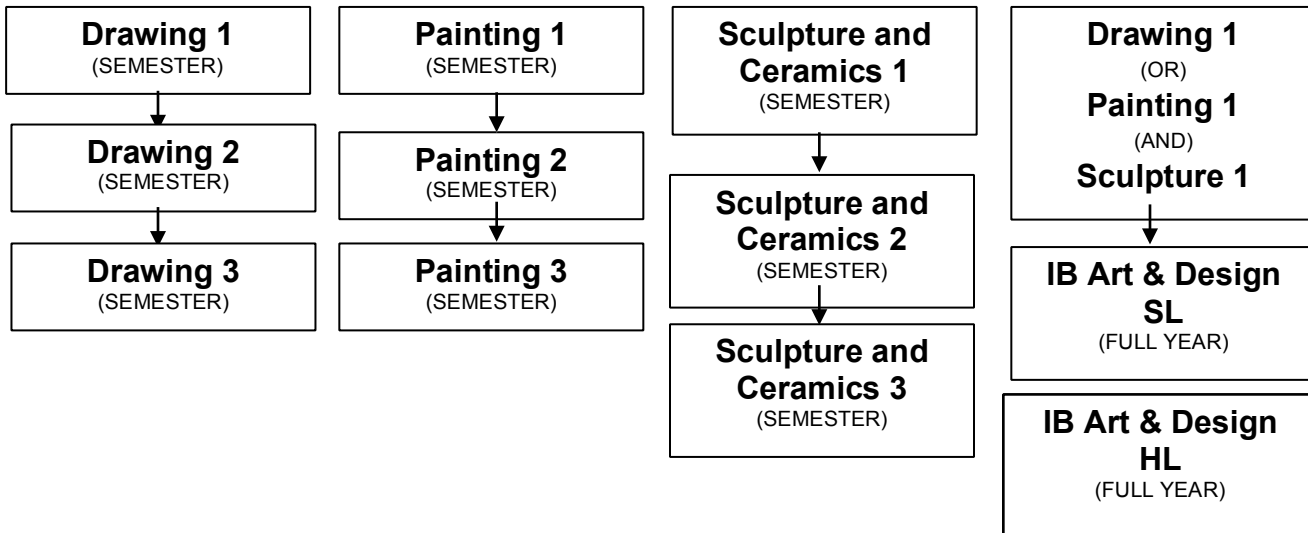 Drawing 1
(SEMESTER)
Drawing 2
(SEMESTER)
Drawing 3
(SEMESTER)
Painting 1
(SEMESTER)
Painting 2
(SEMESTER)
Painting 3
(SEMESTER)
Sculpture and
Ceramics 1
(SEMESTER)
Sculpture and
Ceramics 2
(SEMESTER)
Sculpture and
Ceramics 3
(SEMESTER)
Drawing 1
(OR)
Painting 1
(AND)
Sculpture 1
IB Art & Design
SL
(FULL YEAR)
IB Art & Design
HL
(FULL YEAR)